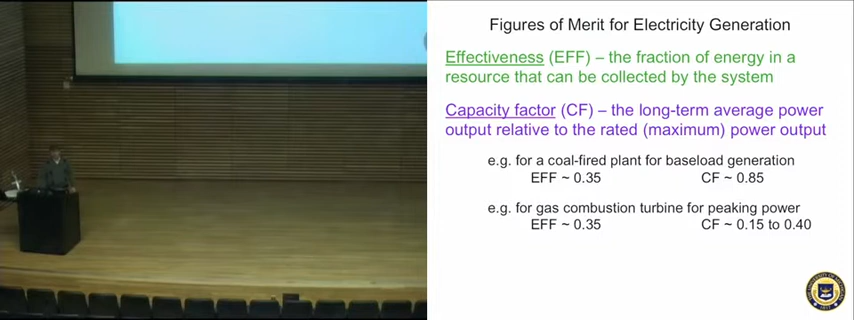 Figures of Merit for Electricity Generation
Effectiveness (EFF) – the fraction of energy in a
resource that can be collected by the system
Capacity factor (CF) – the long-term average power
output relative to the rated (maximum) power output
e.g. for a coal-fired plant for baseload generation
EFF ~ 0.35 CF ~ 0.85
e.g. for gas combustion turbine for peaking power
EFF ~ 0.35 CF ~ 0.15 to 0.40